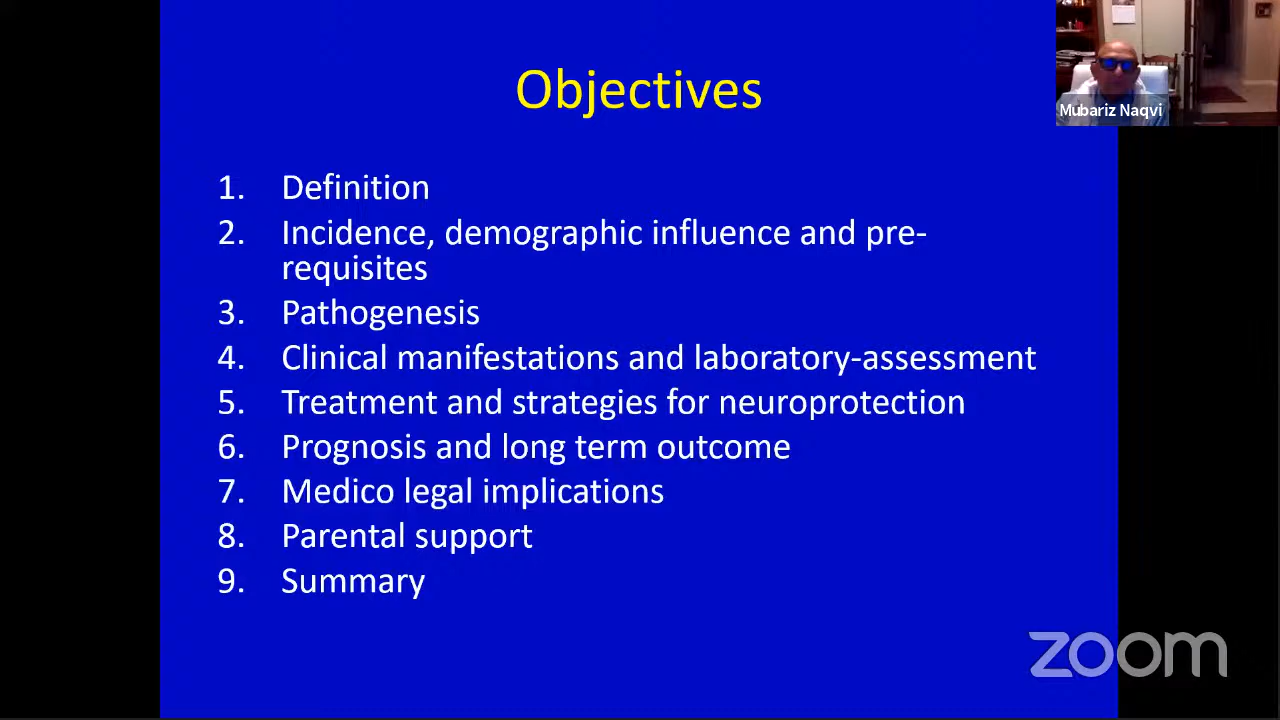 Objectives
Mubariz Naqvi
1. Definition
2. Incidence, demographic influence and pre-
requisites
3. Pathogenesis
4. Clinical manifestations and laboratory-assessment
5. Treatment and strategies for neuroprotection
6. Prognosis and long term outcome
7. Medico legal implications
8. Parental support
9. Summary
zoom